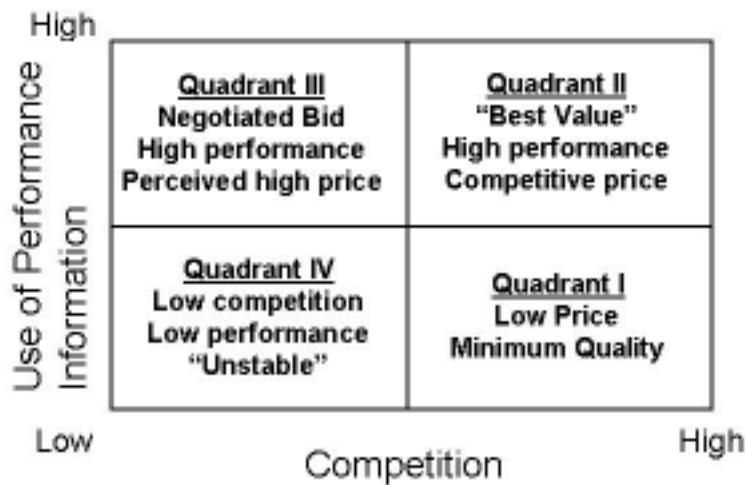 High
Use of Performance
Information
Quadrant III
Negotiated Bid
High performance
Perceived high price
Quadrant II
“Best Value”
High performance
Competitive price
Quadrant IV
Low competition
Low performance
“Unstable”
Quadrant I
Low Price
Minimum Quality
Low
Competition
High